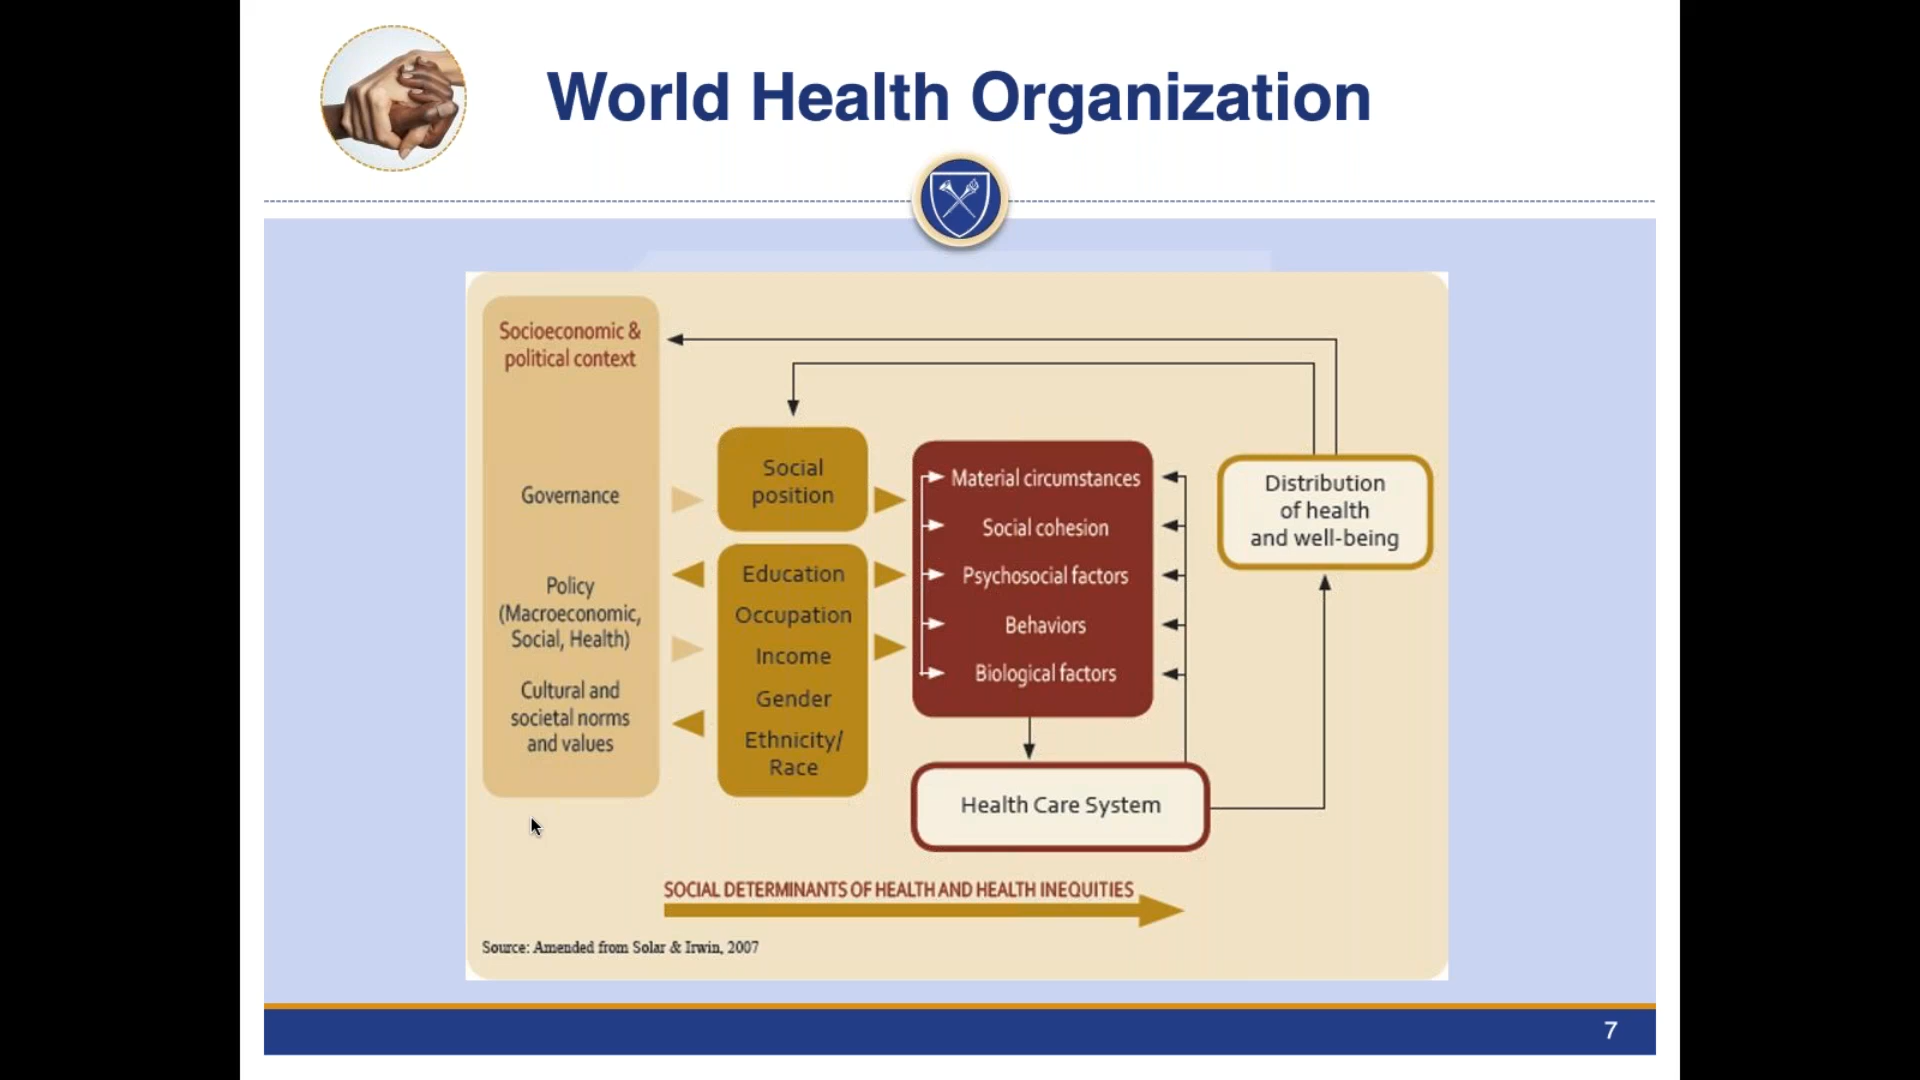 World Health Organization
Socioeconomic &
political context
Governance
Policy
(Macroeconomic,
Social, Health)
Cultural and
societal norms
and values
Social
position
Education
Occupation
Income
Gender
Ethnicity/
Race
Material circumstances
Social cohesion
Psychosocial factors
Behaviors
Biological factors
Health Care System
Distribution
of health
and well-being
SOCIAL DETERMINANTS OF HEALTH AND HEALTH INEQUITIES
Source: Amended from Solar & Irwin, 2007
7